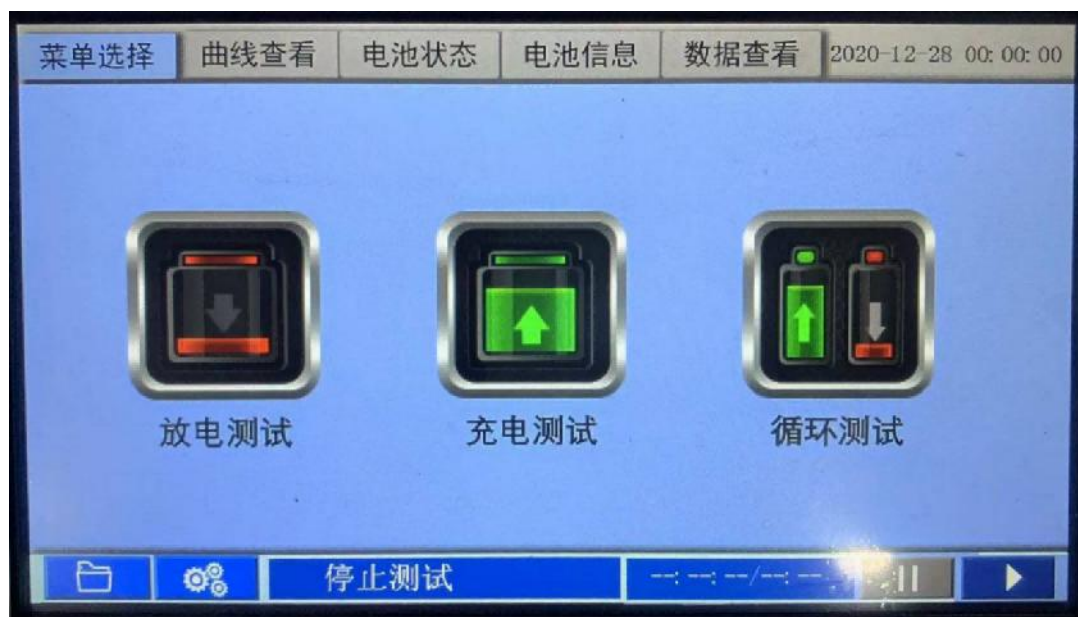 菜单选择 曲线查看 电池状态 电池信息 数据查看 2020-12-28 00:00:00
放电测试 充电测试 循环测试
停止测试 --:--:--/--:--